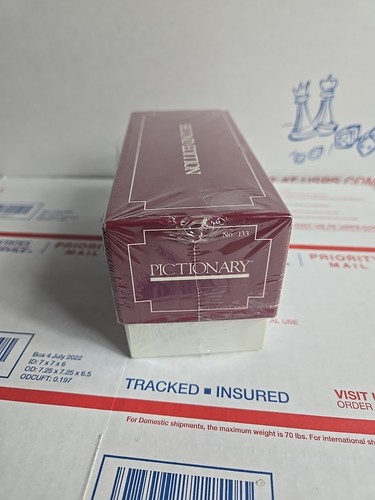 SECOND EDITION
No. 133
PICTIONARY
PRIORITY
MAIL
PRIORITY
MAIL
Box 4 July 2022
ID: 7 x 7 x 6
OD: 7.25 x 7.25 x 6.5
ODCUFT: 0.197
TRACKED ■ INSURED
VISIT
ORDER
For Domestic shipments, the maximum weight is 70 lbs. For international